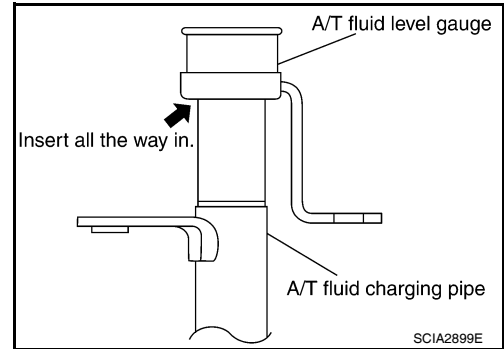 A/T fluid level gauge
Insert all the way in.
A/T fluid charging pipe
SCIA2899E